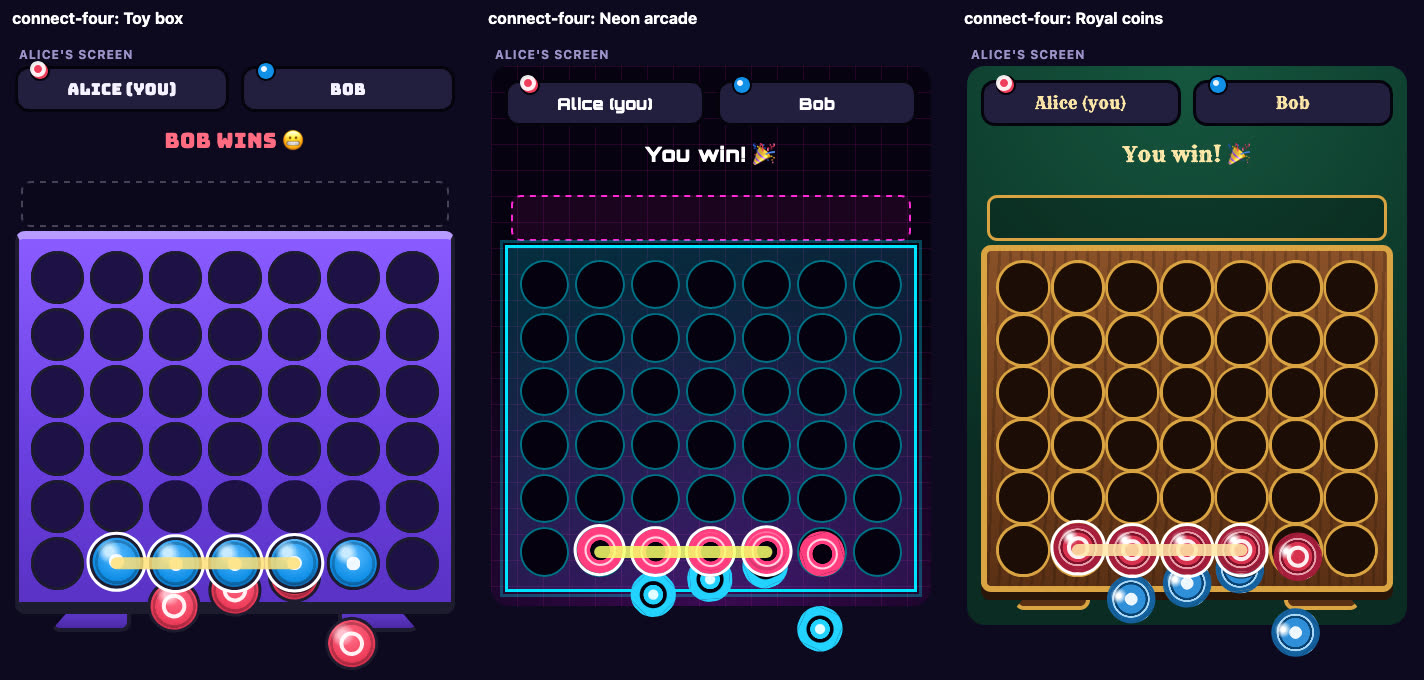 connect-four: Toy box
ALICE'S SCREEN
ALICE (YOU)
BOB
BOB WINS 😬
connect-four: Neon arcade
ALICE'S SCREEN
Alice (you)
Bob
You win! 🎉
connect-four: Royal coins
ALICE'S SCREEN
Alice (you)
Bob
You win! 🎉